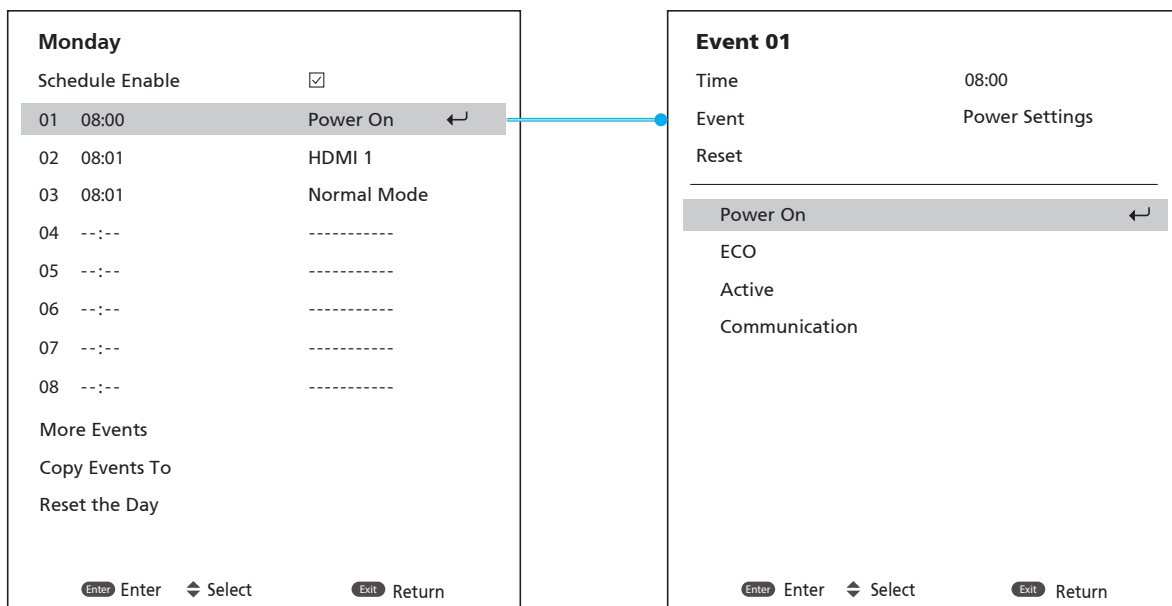 Monday
Schedule Enable
01 08:00 Power On
02 08:01 HDMI 1
03 08:01 Normal Mode
04 --:-- -----------
05 --:-- -----------
06 --:-- -----------
07 --:-- -----------
08 --:-- -----------
More Events
Copy Events To
Reset the Day
Enter Enter Select Exit Return
Event 01
Time 08:00
Event Power Settings
Reset
Power On
ECO
Active
Communication
Enter Enter Select Exit Return